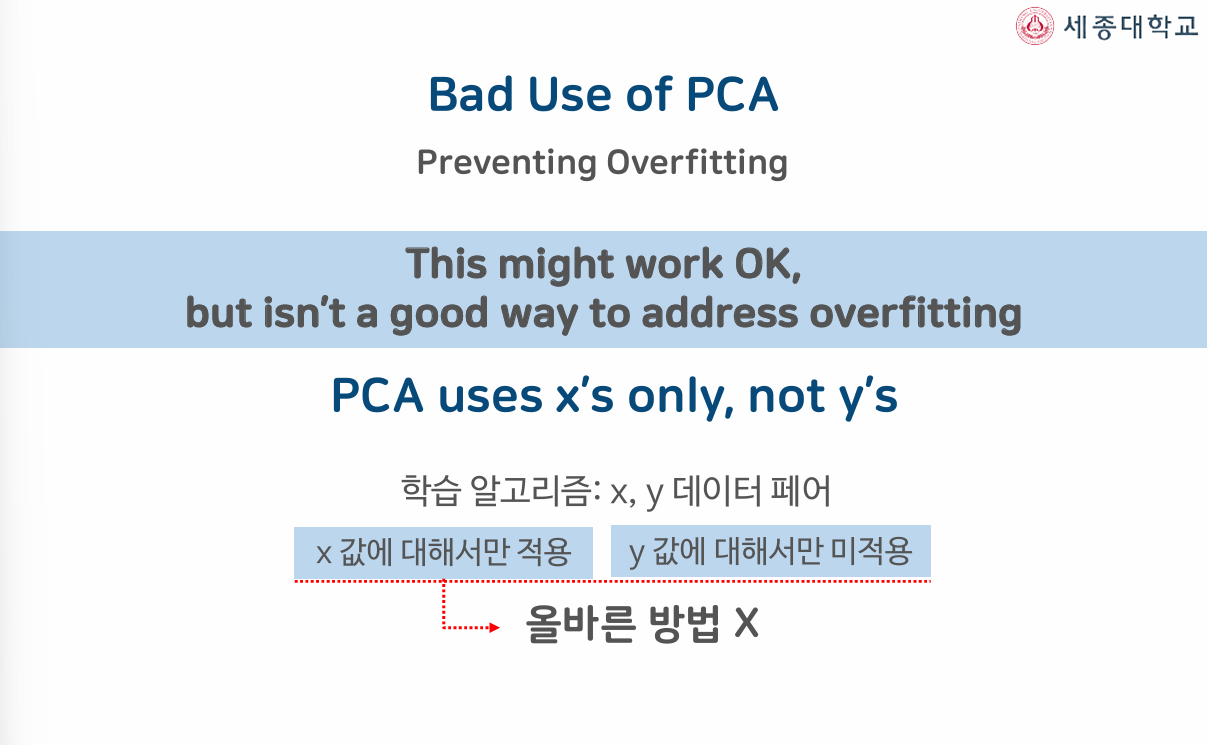 세종대학교
Bad Use of PCA
Preventing Overfitting
This might work OK,
but isn't a good way to address overfitting
PCA uses x's only, not y's
학습 알고리즘: x, y 데이터 페어
x 값에 대해서만 적용 y 값에 대해서만 미적용
올바른 방법 X